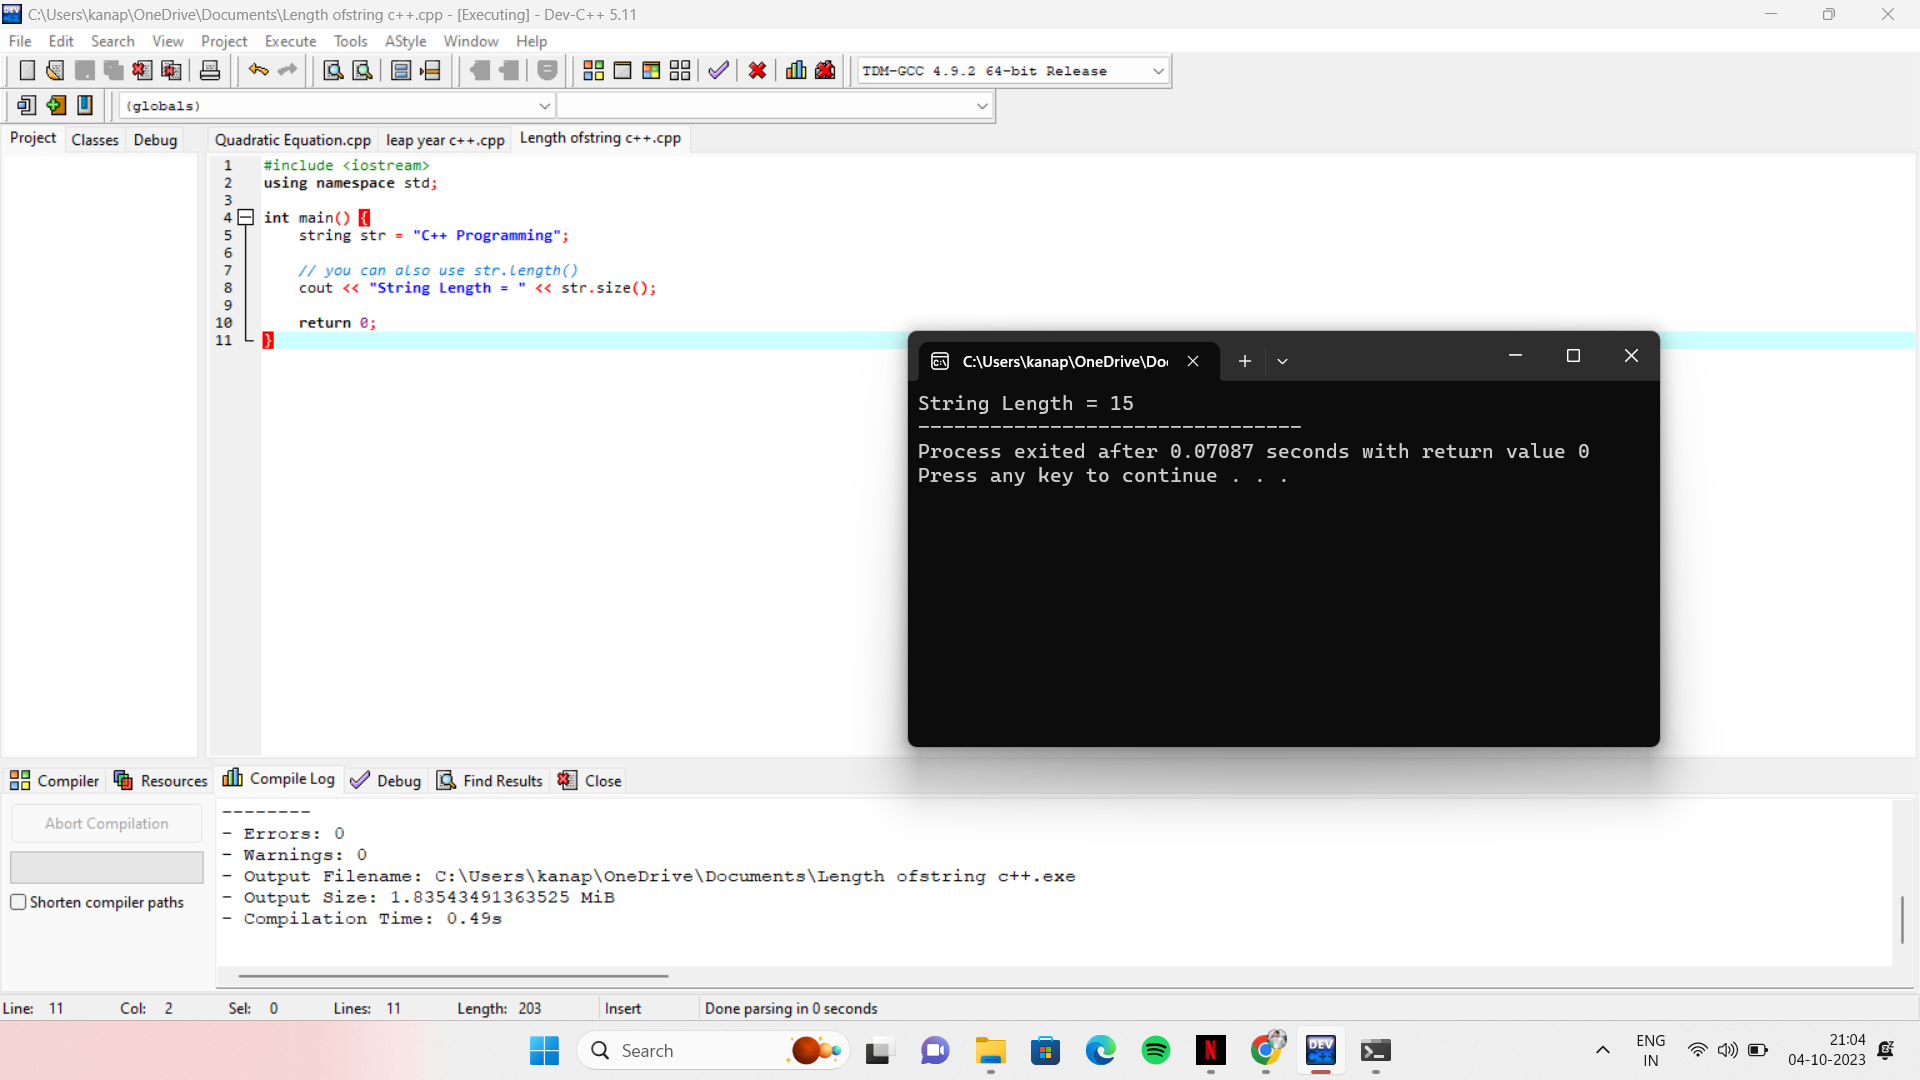 C:\Users\kanap\OneDrive\Documents\Length ofstring c++.cpp - [Executing] - Dev-C++ 5.11
File Edit Search View Project Execute Tools AStyle Window Help
TDM-GCC 4.9.2 64-bit Release
(globals)
Project Classes Debug
Quadratic Equation.cpp leap year c++.cpp Length ofstring c++.cpp
1 #include <iostream>
2 using namespace std;
3
4 int main() {
5 string str = "C++ Programming";
6
7 // you can also use str.length()
8 cout << "String Length = " << str.size();
9
10 return 0;
11 }
C:\Users\kanap\OneDrive\Do
String Length = 15
--------------------------------
Process exited after 0.07087 seconds with return value 0
Press any key to continue . . .
Compiler Resources Compile Log Debug Find Results Close
Abort Compilation
Shorten compiler paths
--------
- Errors: 0
- Warnings: 0
- Output Filename: C:\Users\kanap\OneDrive\Documents\Length ofstring c++.exe
- Output Size: 1.83543491363525 MiB
- Compilation Time: 0.49s
Line: 11 Col: 2 Sel: 0 Lines: 11 Length: 203 Insert Done parsing in 0 seconds
Search
DEV
ENG
IN
21:04
04-10-2023